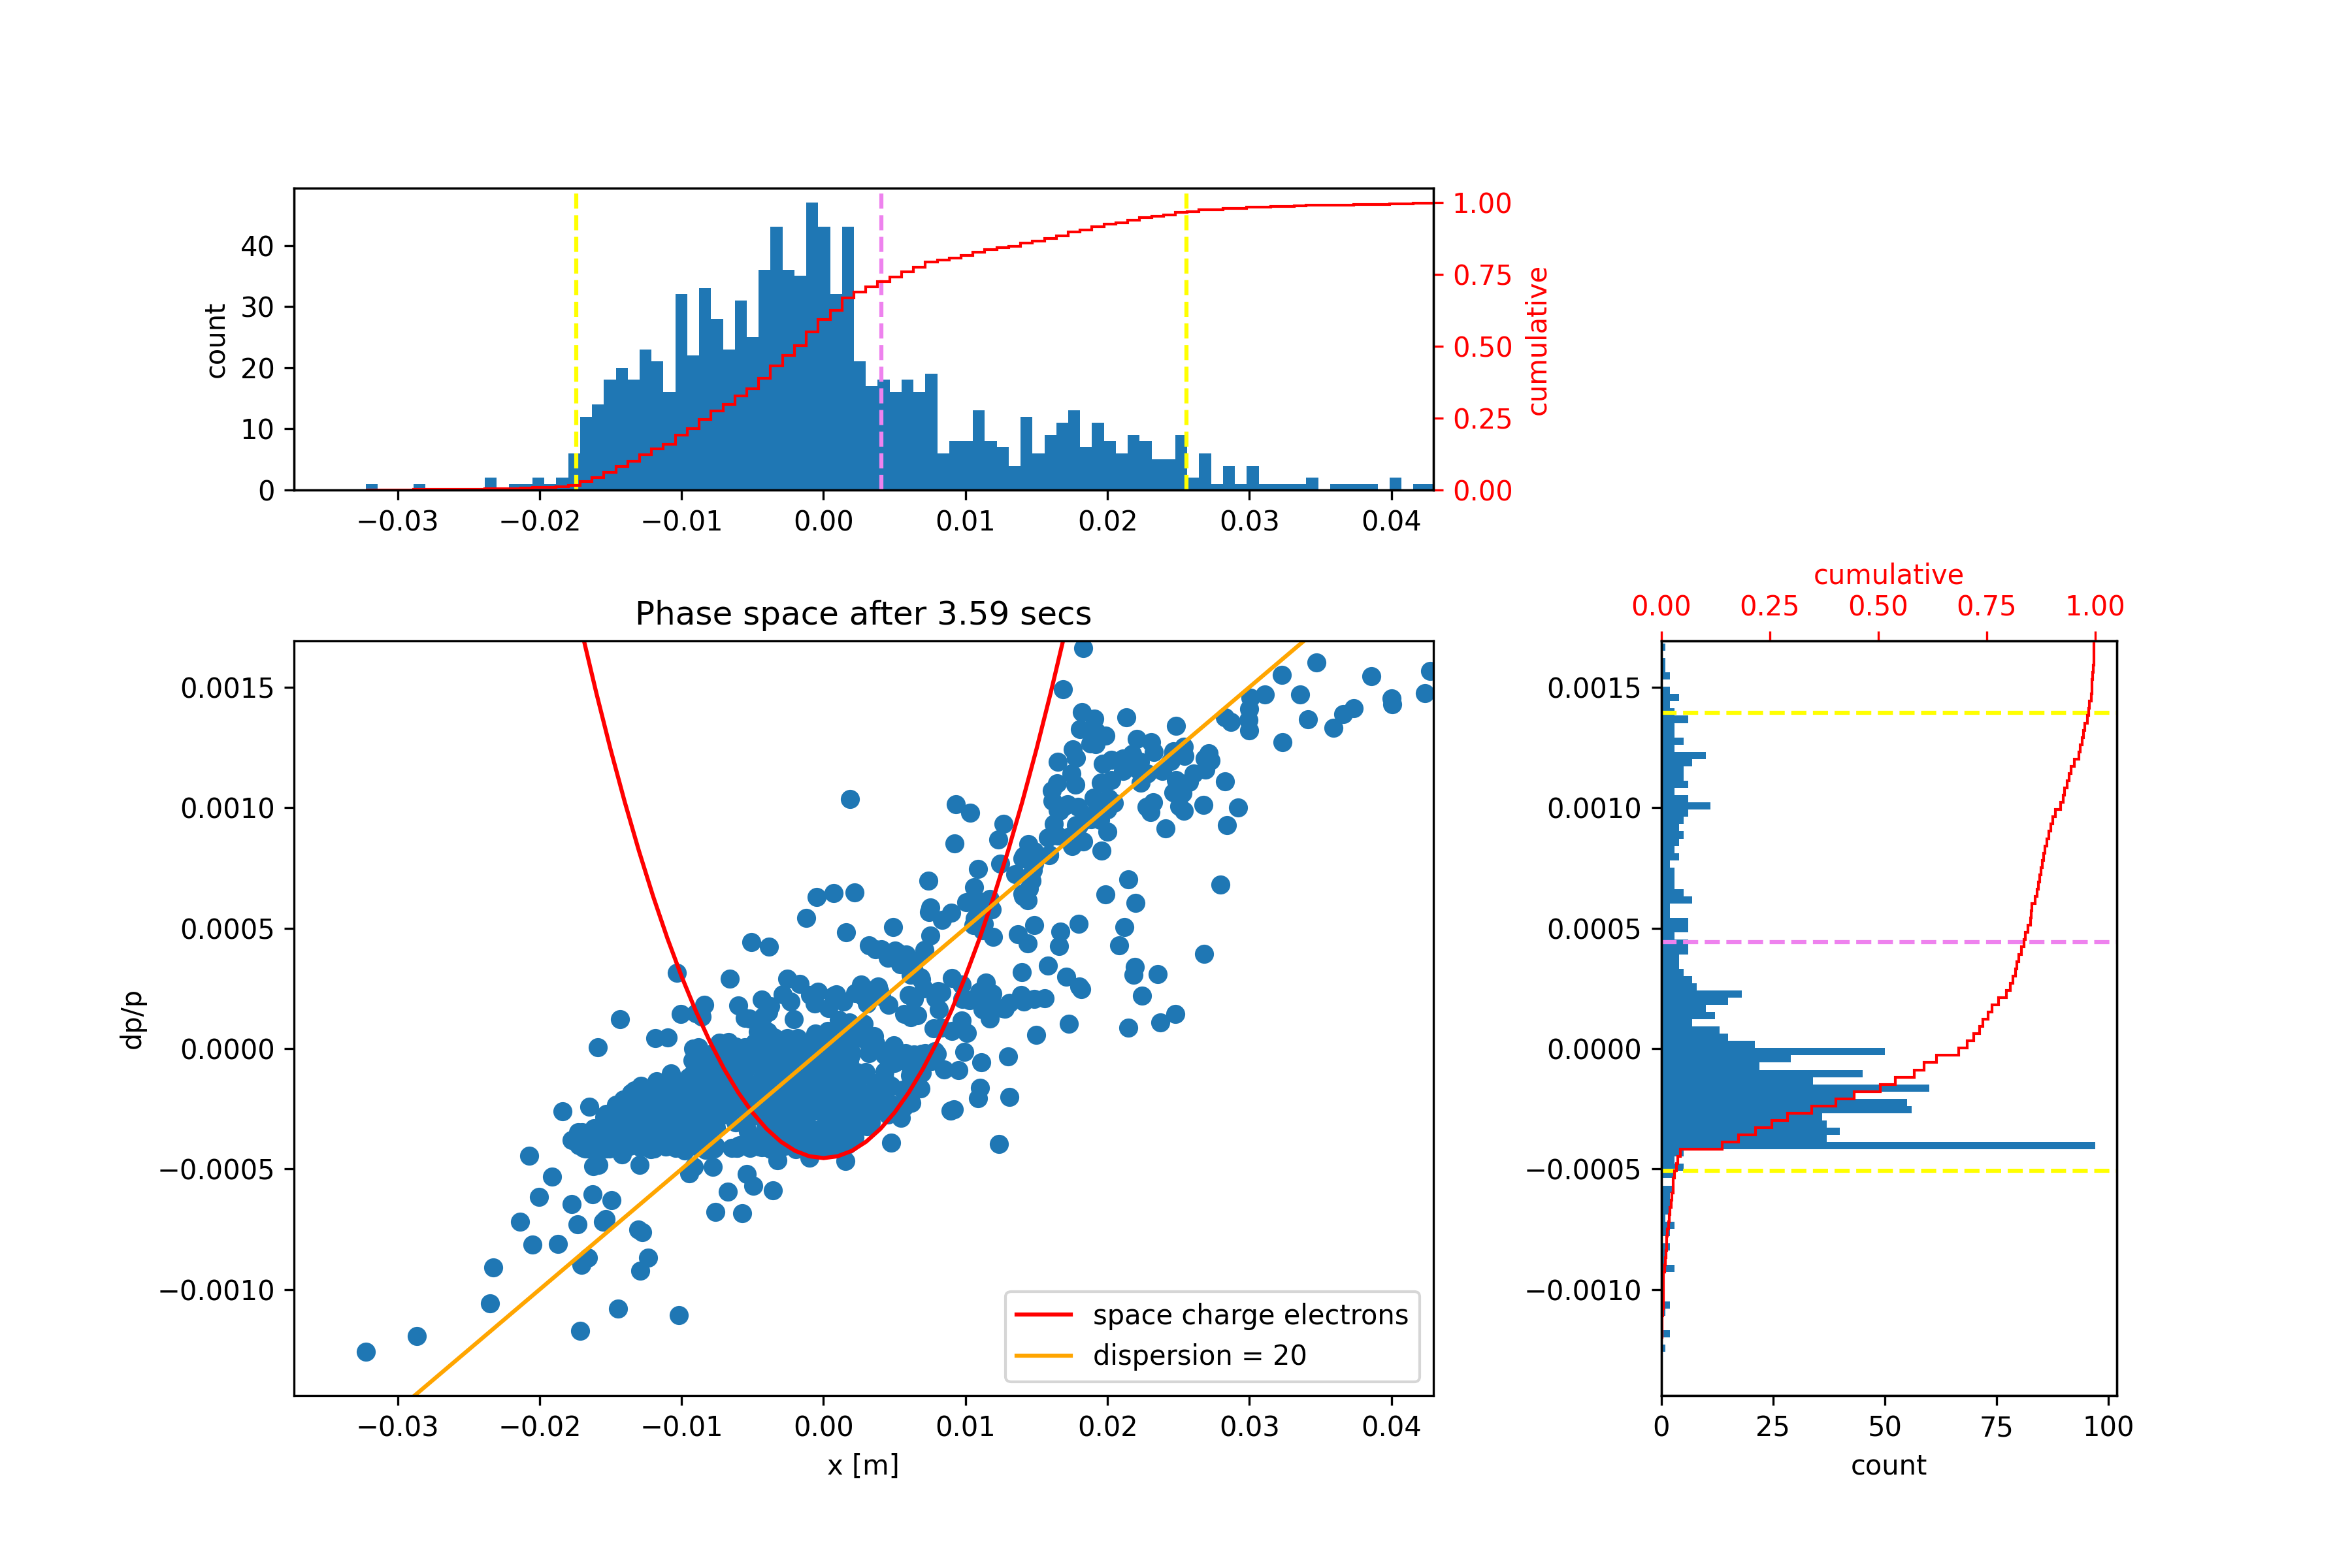 40
30
20
10
0
count
−0.03 −0.02 −0.01 0.00 0.01 0.02 0.03 0.04
1.00
0.75
0.50
0.25
0.00
cumulative
Phase space after 3.59 secs
0.0015
0.0010
0.0005
0.0000
−0.0005
−0.0010
dp/p
space charge electrons
dispersion = 20
−0.03 −0.02 −0.01 0.00 0.01 0.02 0.03 0.04
x [m]
cumulative
0.00 0.25 0.50 0.75 1.00
0.0015
0.0010
0.0005
0.0000
−0.0005
−0.0010
0 25 50 75 100
count